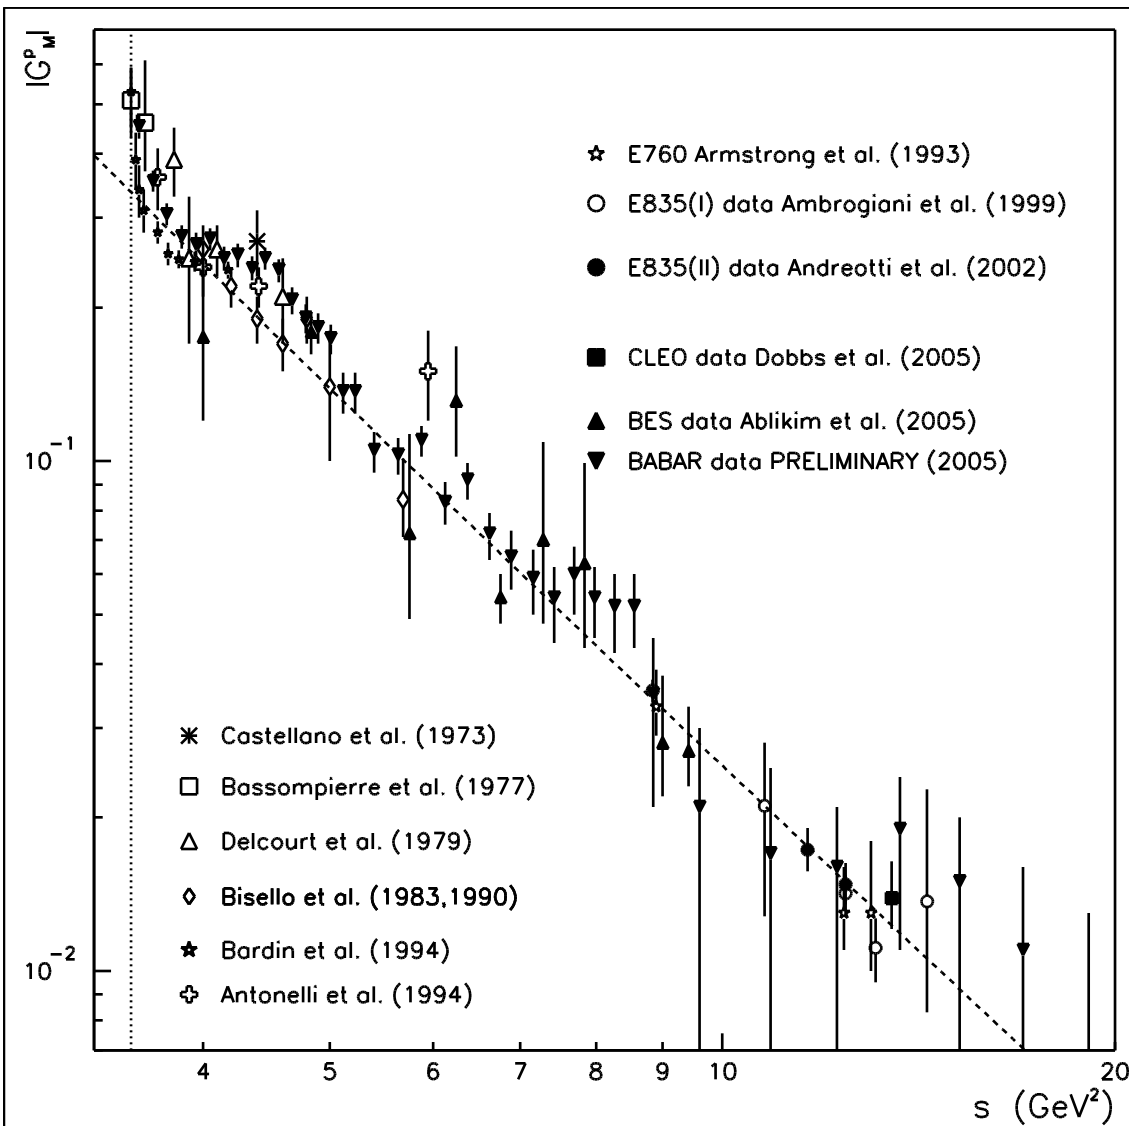 |G^p_M|
E760 Armstrong et al. (1993)
E835(I) data Ambrogiani et al. (1999)
E835(II) data Andreotti et al. (2002)
CLEO data Dobbs et al. (2005)
BES data Ablikim et al. (2005)
BABAR data PRELIMINARY (2005)
10^-1
Castellano et al. (1973)
Bassompierre et al. (1977)
Delcourt et al. (1979)
Bisello et al. (1983,1990)
Bardin et al. (1994)
Antonelli et al. (1994)
10^-2
4 5 6 7 8 9 10 20
s (GeV²)